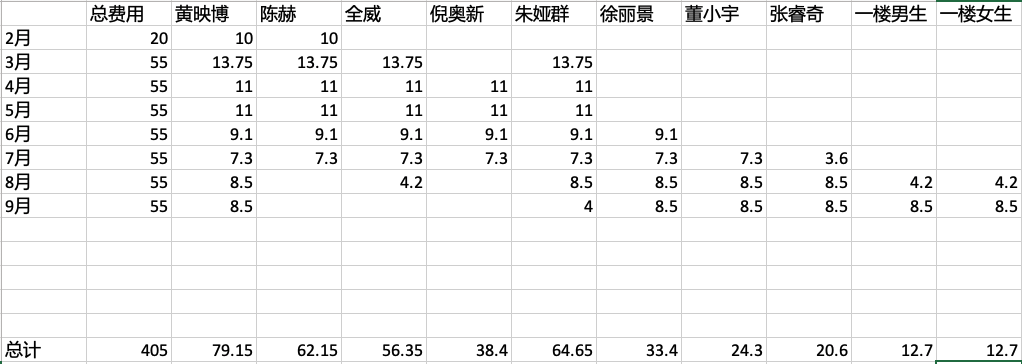 总费用 黄映博 陈赫 全威 倪奥新 朱娅群 徐丽景 董小宇 张睿奇 一楼男生 一楼女生
2月 20 10 10
3月 55 13.75 13.75 13.75 13.75
4月 55 11 11 11 11 11
5月 55 11 11 11 11 11
6月 55 9.1 9.1 9.1 9.1 9.1 9.1
7月 55 7.3 7.3 7.3 7.3 7.3 7.3 7.3 3.6
8月 55 8.5 4.2 8.5 8.5 8.5 8.5 4.2 4.2
9月 55 8.5 4 8.5 8.5 8.5 8.5 8.5
总计 405 79.15 62.15 56.35 38.4 64.65 33.4 24.3 20.6 12.7 12.7